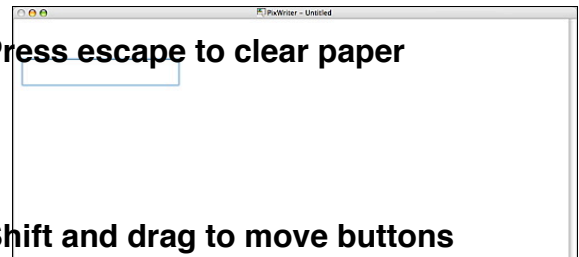 PixWriter – Untitled
Press escape to clear paper
Shift and drag to move buttons